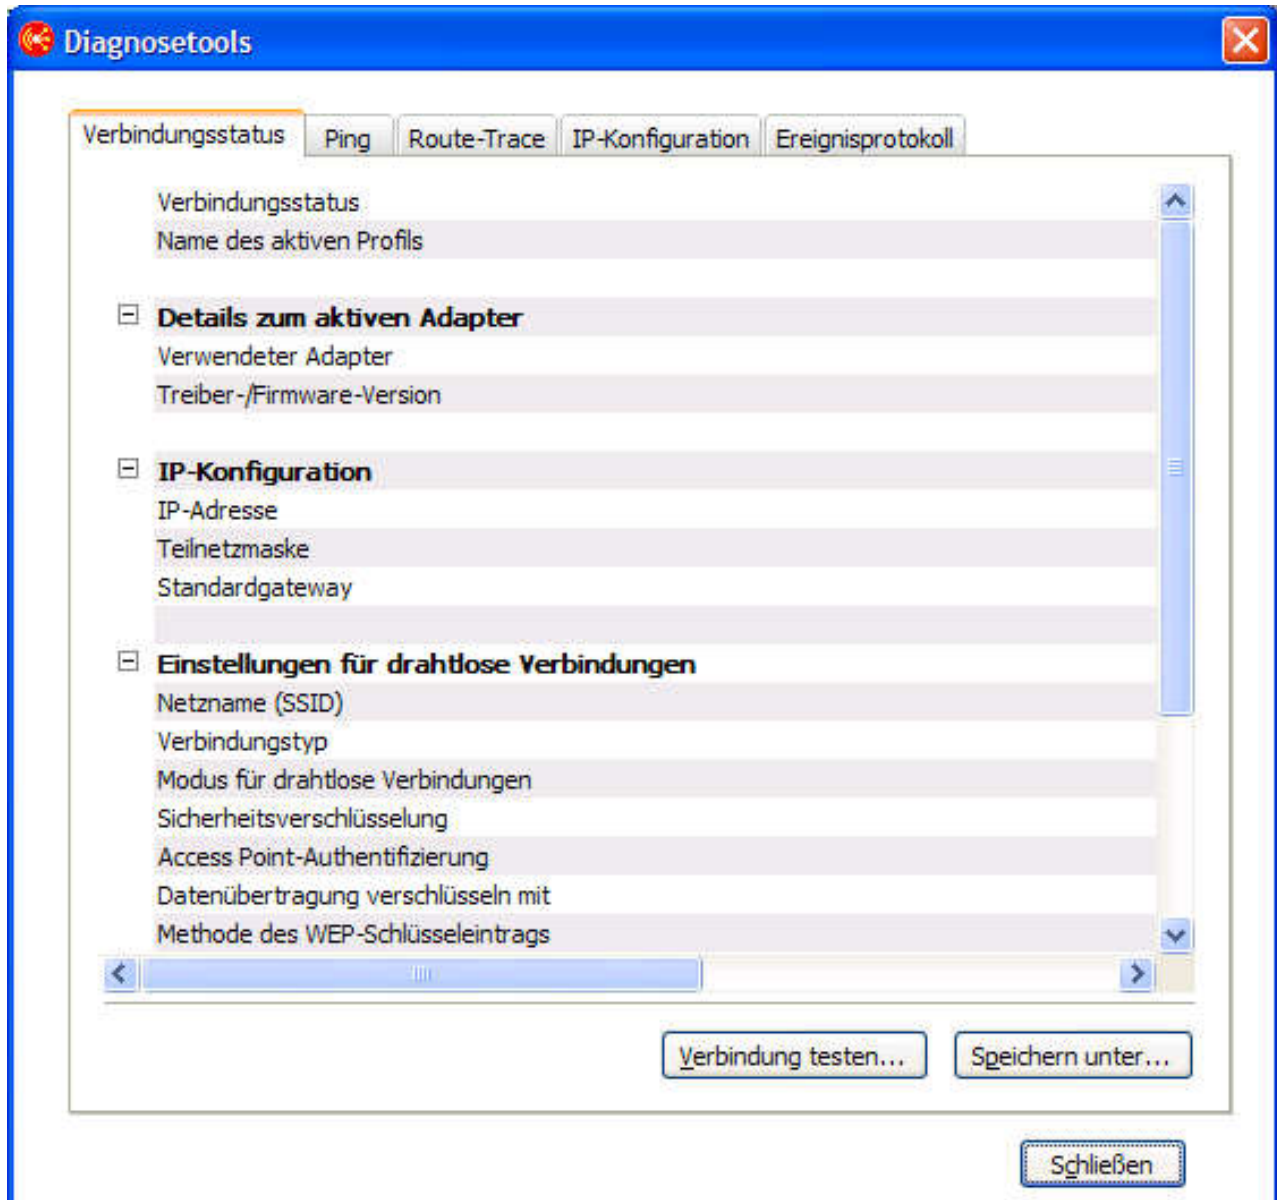 Diagnosetools
Verbindungsstatus Ping Route-Trace IP-Konfiguration Ereignisprotokoll
Verbindungsstatus
Name des aktiven Profils
Details zum aktiven Adapter
Verwendeter Adapter
Treiber-/Firmware-Version
IP-Konfiguration
IP-Adresse
Teilnetzmaske
Standardgateway
Einstellungen für drahtlose Verbindungen
Netzname (SSID)
Verbindungstyp
Modus für drahtlose Verbindungen
Sicherheitsverschlüsselung
Access Point-Authentifizierung
Datenübertragung verschlüsseln mit
Methode des WEP-Schlüsseleintrags
Verbindung testen... Speichern unter...
Schließen